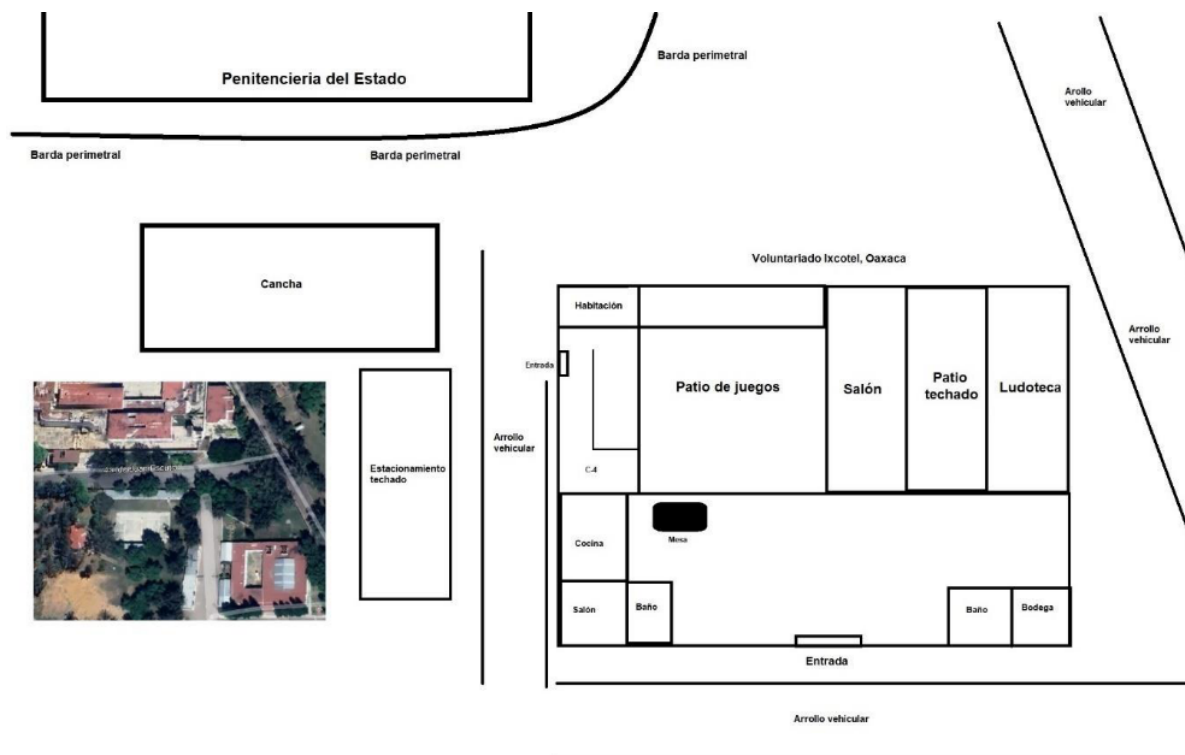 Penitencieria del Estado
Barda perimetral
Barda perimetral
Barda perimetral
Arollo
vehicular
Voluntariado Ixcotel, Oaxaca
Cancha
Habitación
Entrada
Patio de juegos
Salón
Patio
techado
Ludoteca
Arrollo
vehicular
Arrollo
vehicular
Estacionamiento
techado
C-4
Cocina
Mesa
Salón
Baño
Baño
Bodega
Entrada
Arrollo vehicular